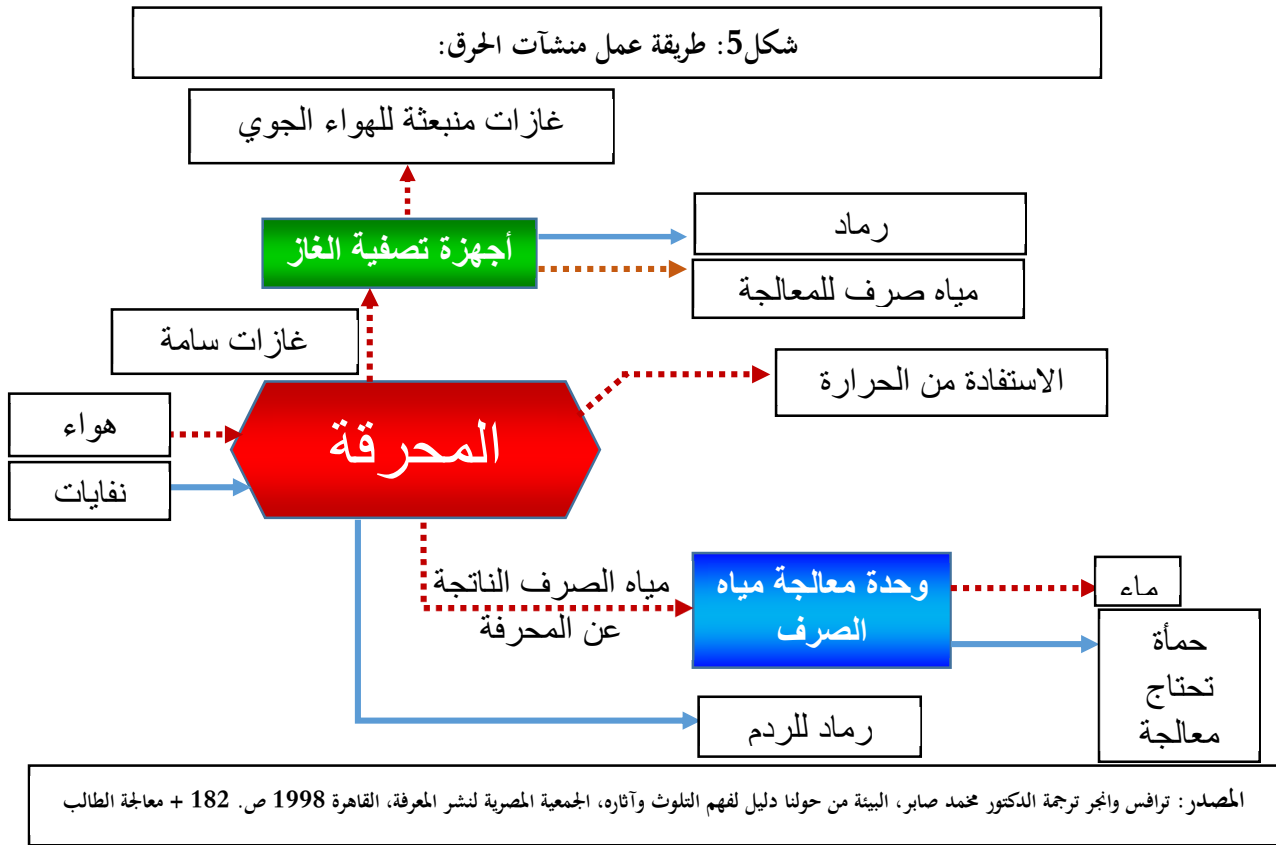 شكل5: طريقة عمل منشآت الحرق:
غازات منبعثة للهواء الجوي
أجهزة تصفية الغاز
رماد
مياه صرف للمعالجة
غازات سامة
الاستفادة من الحرارة
هواء
المحرقة
نفايات
مياه الصرف الناتجة
عن المحرفة
وحدة معالجة مياه
الصرف
ماء
حمأة
تحتاج
معالجة
رماد للردم
المصدر: ترافس وانجر ترجمة الدكتور محمد صابر، البيئة من حولنا دليل لفهم التلوث وآثاره، الجمعية المصرية لنشر المعرفة، القاهرة 1998 ص. 182 + معالجة الطالب